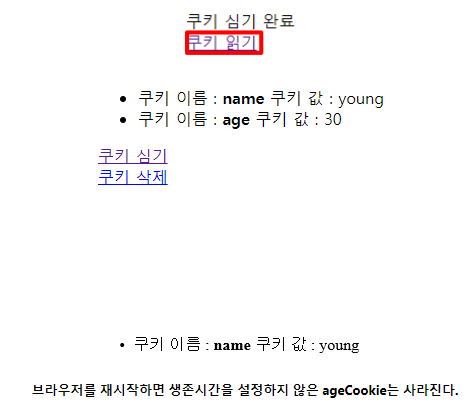 쿠키 심기 완료
쿠키 읽기
• 쿠키 이름 : name 쿠키 값 : young
• 쿠키 이름 : age 쿠키 값 : 30
쿠키 심기
쿠키 삭제
• 쿠키 이름 : name 쿠키 값 : young
브라우저를 재시작하면 생존시간을 설정하지 않은 ageCookie는 사라진다.